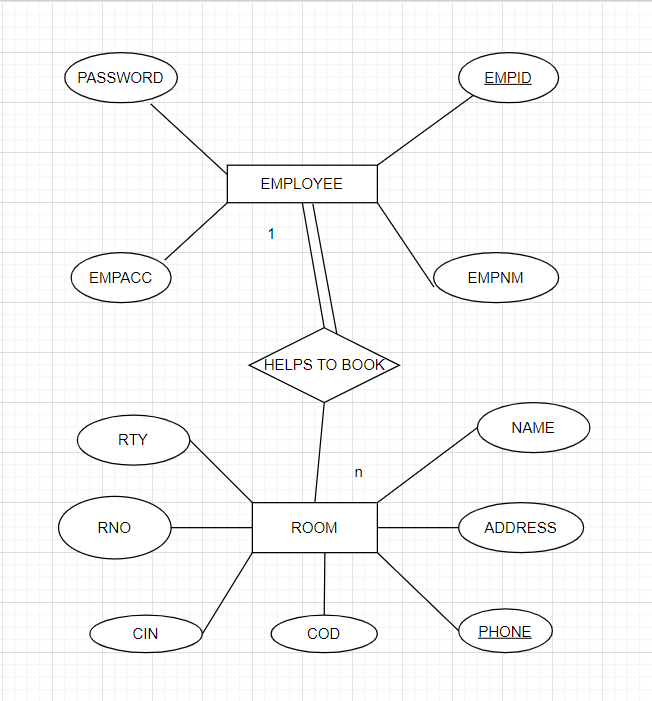 PASSWORD
EMPID
EMPLOYEE
1
EMPACC
EMPNM
HELPS TO BOOK
RTY
NAME
n
RNO
ROOM
ADDRESS
CIN
COD
PHONE